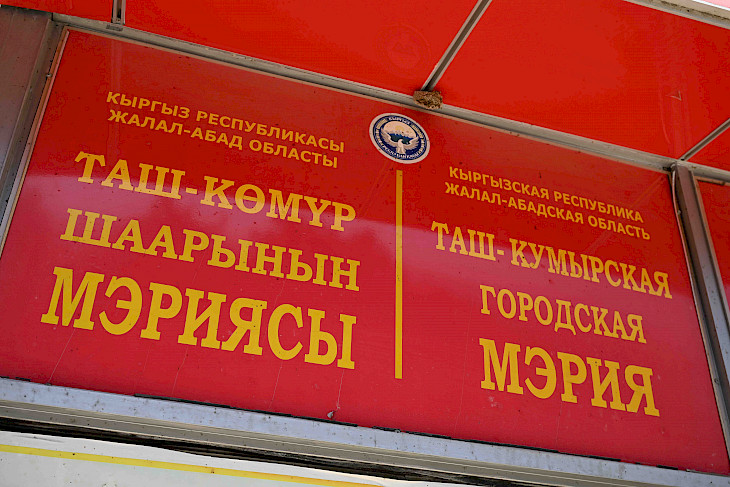 КЫРГЫЗ РЕСПУБЛИКАСЫ
ЖАЛАЛ-АБАД ОБЛАСТЫ
ТАШ-КӨМҮР
ШААРЫНЫН
МЭРИЯСЫ
КЫРГЫЗСКАЯ РЕСПУБЛИКА
ЖАЛАЛ-АБАДСКАЯ ОБЛАСТЬ
ТАШ-КУМЫРСКАЯ
ГОРОДСКАЯ
МЭРИЯ